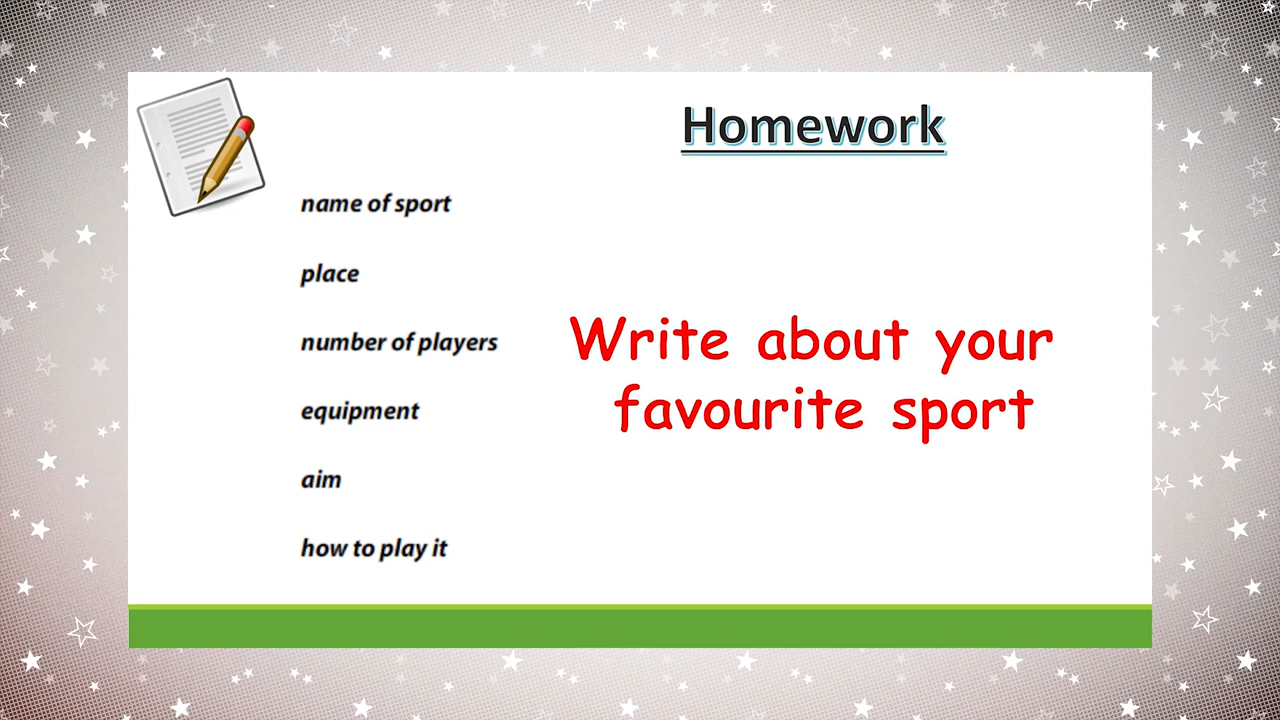 Homework
name of sport
place
number of players
equipment
aim
how to play it
Write about your
favourite sport